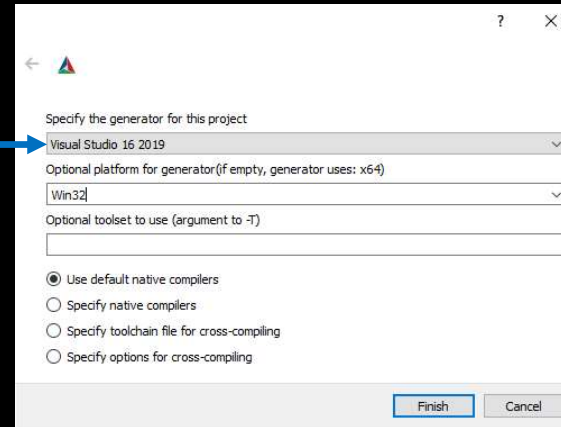 ?
Specify the generator for this project
Visual Studio 16 2019
Optional platform for generator(if empty, generator uses: x64)
Win32
Optional toolset to use (argument to -T)
Use default native compilers
Specify native compilers
Specify toolchain file for cross-compiling
Specify options for cross-compiling
Finish Cancel